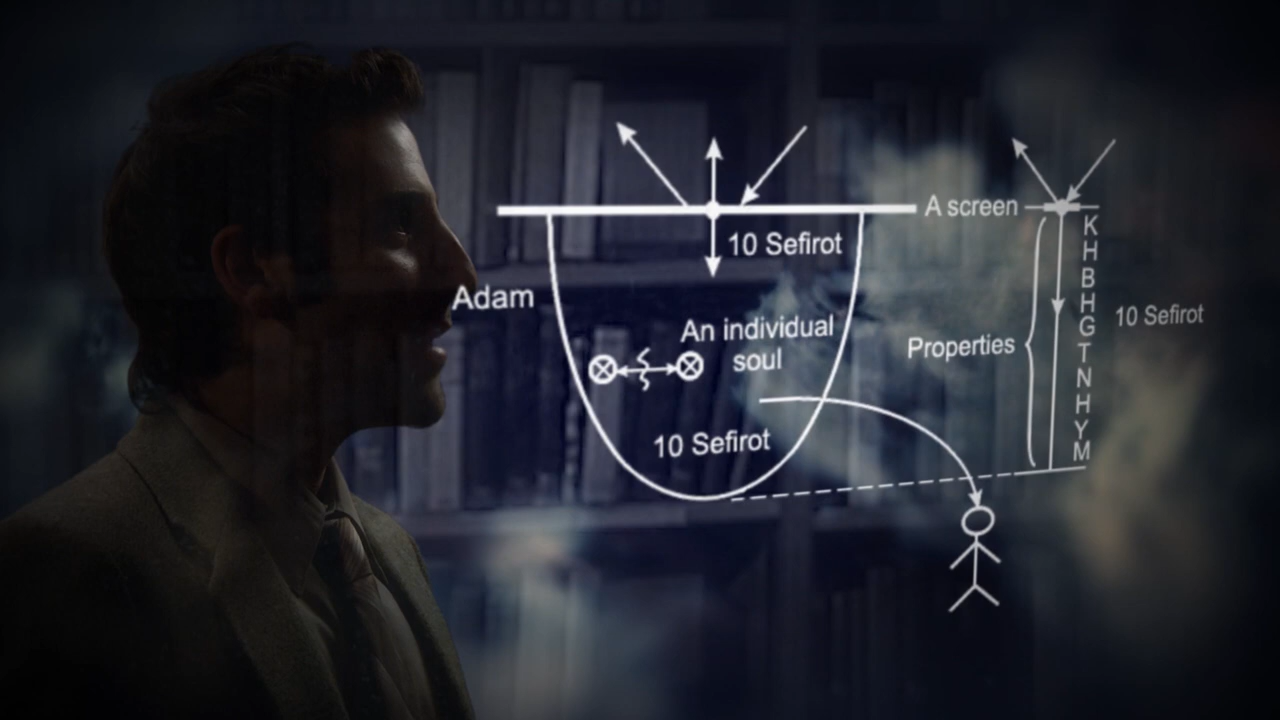 A screen
10 Sefirot
Adam
An individual
soul
10 Sefirot
Properties
K
H
B
H
G
T
N
H
Y
M
10 Sefirot